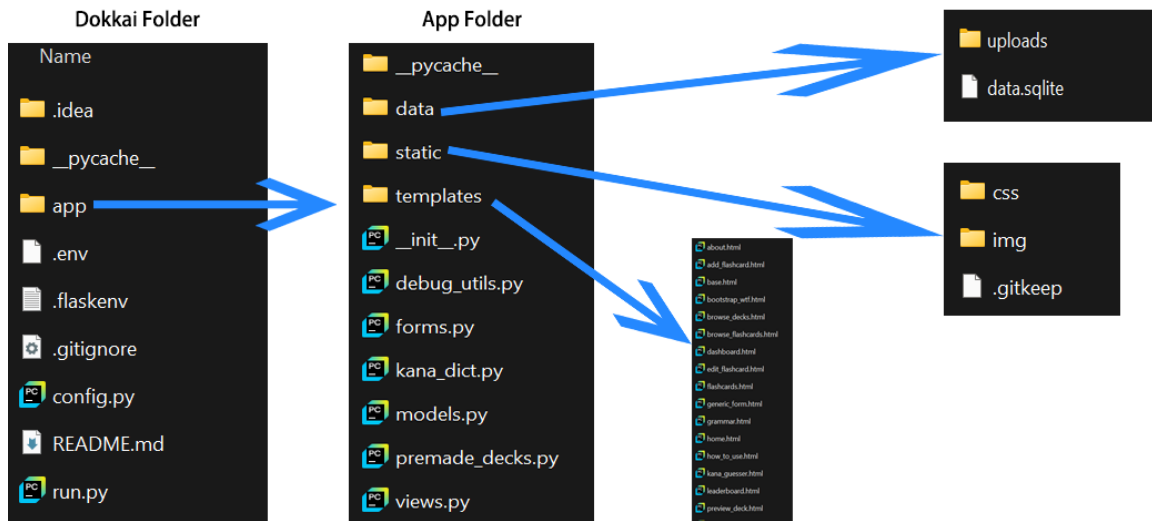 Dokkai Folder
Name
.idea
__pycache__
app
.env
.flaskenv
.gitignore
config.py
README.md
run.py
App Folder
__pycache__
data
static
templates
__init__.py
debug_utils.py
forms.py
kana_dict.py
models.py
premade_decks.py
views.py
uploads
data.sqlite
css
img
.gitkeep
about.html
add_flashcard.html
base.html
bootstrap_wtf.html
browse_decks.html
browse_flashcards.html
dashboard.html
edit_flashcard.html
flashcards.html
generic_form.html
grammar.html
home.html
how_to_use.html
kana_guesser.html
leaderboard.html
preview_deck.html